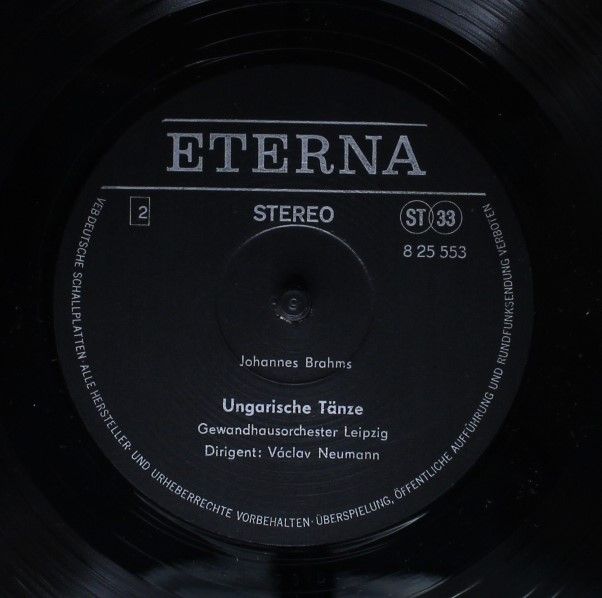 ETERNA
2
STEREO
ST 33
8 25 553
Johannes Brahms
Ungarische Tänze
Gewandhausorchester Leipzig
Dirigent: Václav Neumann
VEB DEUTSCHE SCHALLPLATTEN · ALLE HERSTELLER- UND URHEBERRECHTE VORBEHALTEN · ÜBERSPIELUNG, ÖFFENTLICHE AUFFÜHRUNG UND RUNDFUNKSENDUNG VERBOTEN